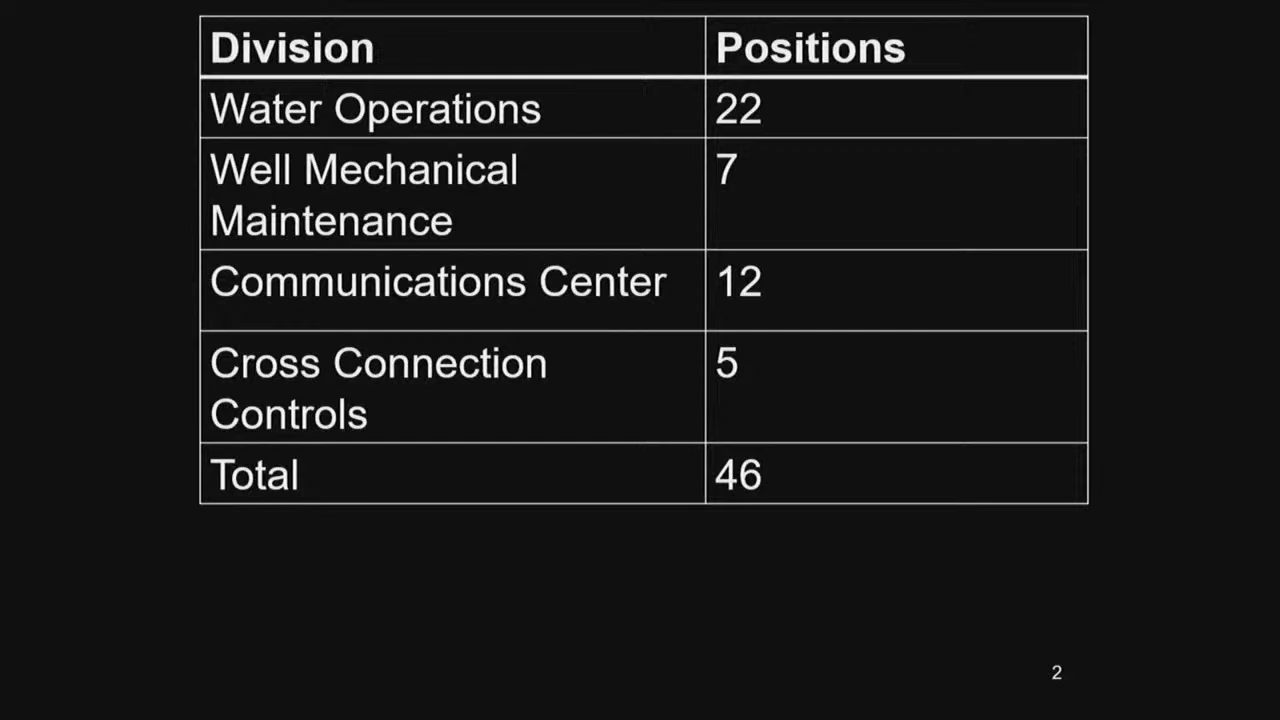 Division Positions
Water Operations 22
Well Mechanical 7
Maintenance
Communications Center 12
Cross Connection 5
Controls
Total 46
2